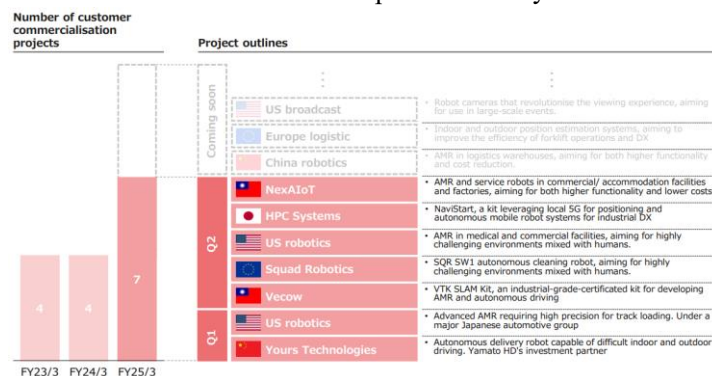 Number of customer
commercialisation
projects
Project outlines
Coming soon
US broadcast
• Robot cameras that revolutionise the viewing experience, aiming
for use in large-scale events.
Europe logistic
• Indoor and outdoor position estimation systems, aiming to
improve the efficiency of forklift operations and DX
China robotics
• AMR in logistics warehouses, aiming for both higher functionality
and cost reduction.
Q2
NexAIoT
• AMR and service robots in commercial/ accommodation facilities
and factories, aiming for both higher functionality and lower costs
HPC Systems
• NaviStart, a kit leveraging local 5G for positioning and
autonomous mobile robot systems for industrial DX
US robotics
• AMR in medical and commercial facilities, aiming for highly
challenging environments mixed with humans.
Squad Robotics
• SQR SW1 autonomous cleaning robot, aiming for highly
challenging environments mixed with humans.
Vecow
• VTK SLAM Kit, an industrial-grade-certificated kit for developing
AMR and autonomous driving
Q1
US robotics
• Advanced AMR requiring high precision for track loading. Under a
major Japanese automotive group
Yours Technologies
• Autonomous delivery robot capable of difficult indoor and outdoor
driving. Yamato HD's investment partner
4
4
7
FY23/3
FY24/3
FY25/3